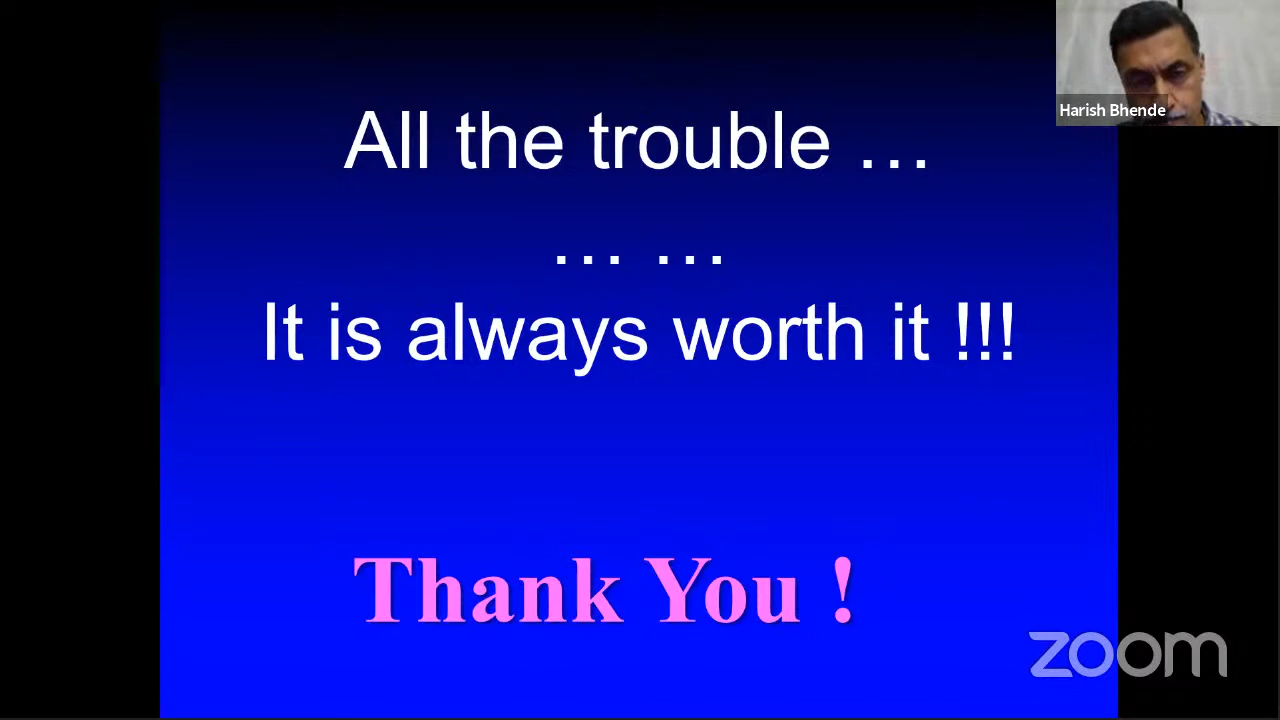 Harish Bhende
All the trouble …
… …
It is always worth it !!!
Thank You !
zoom